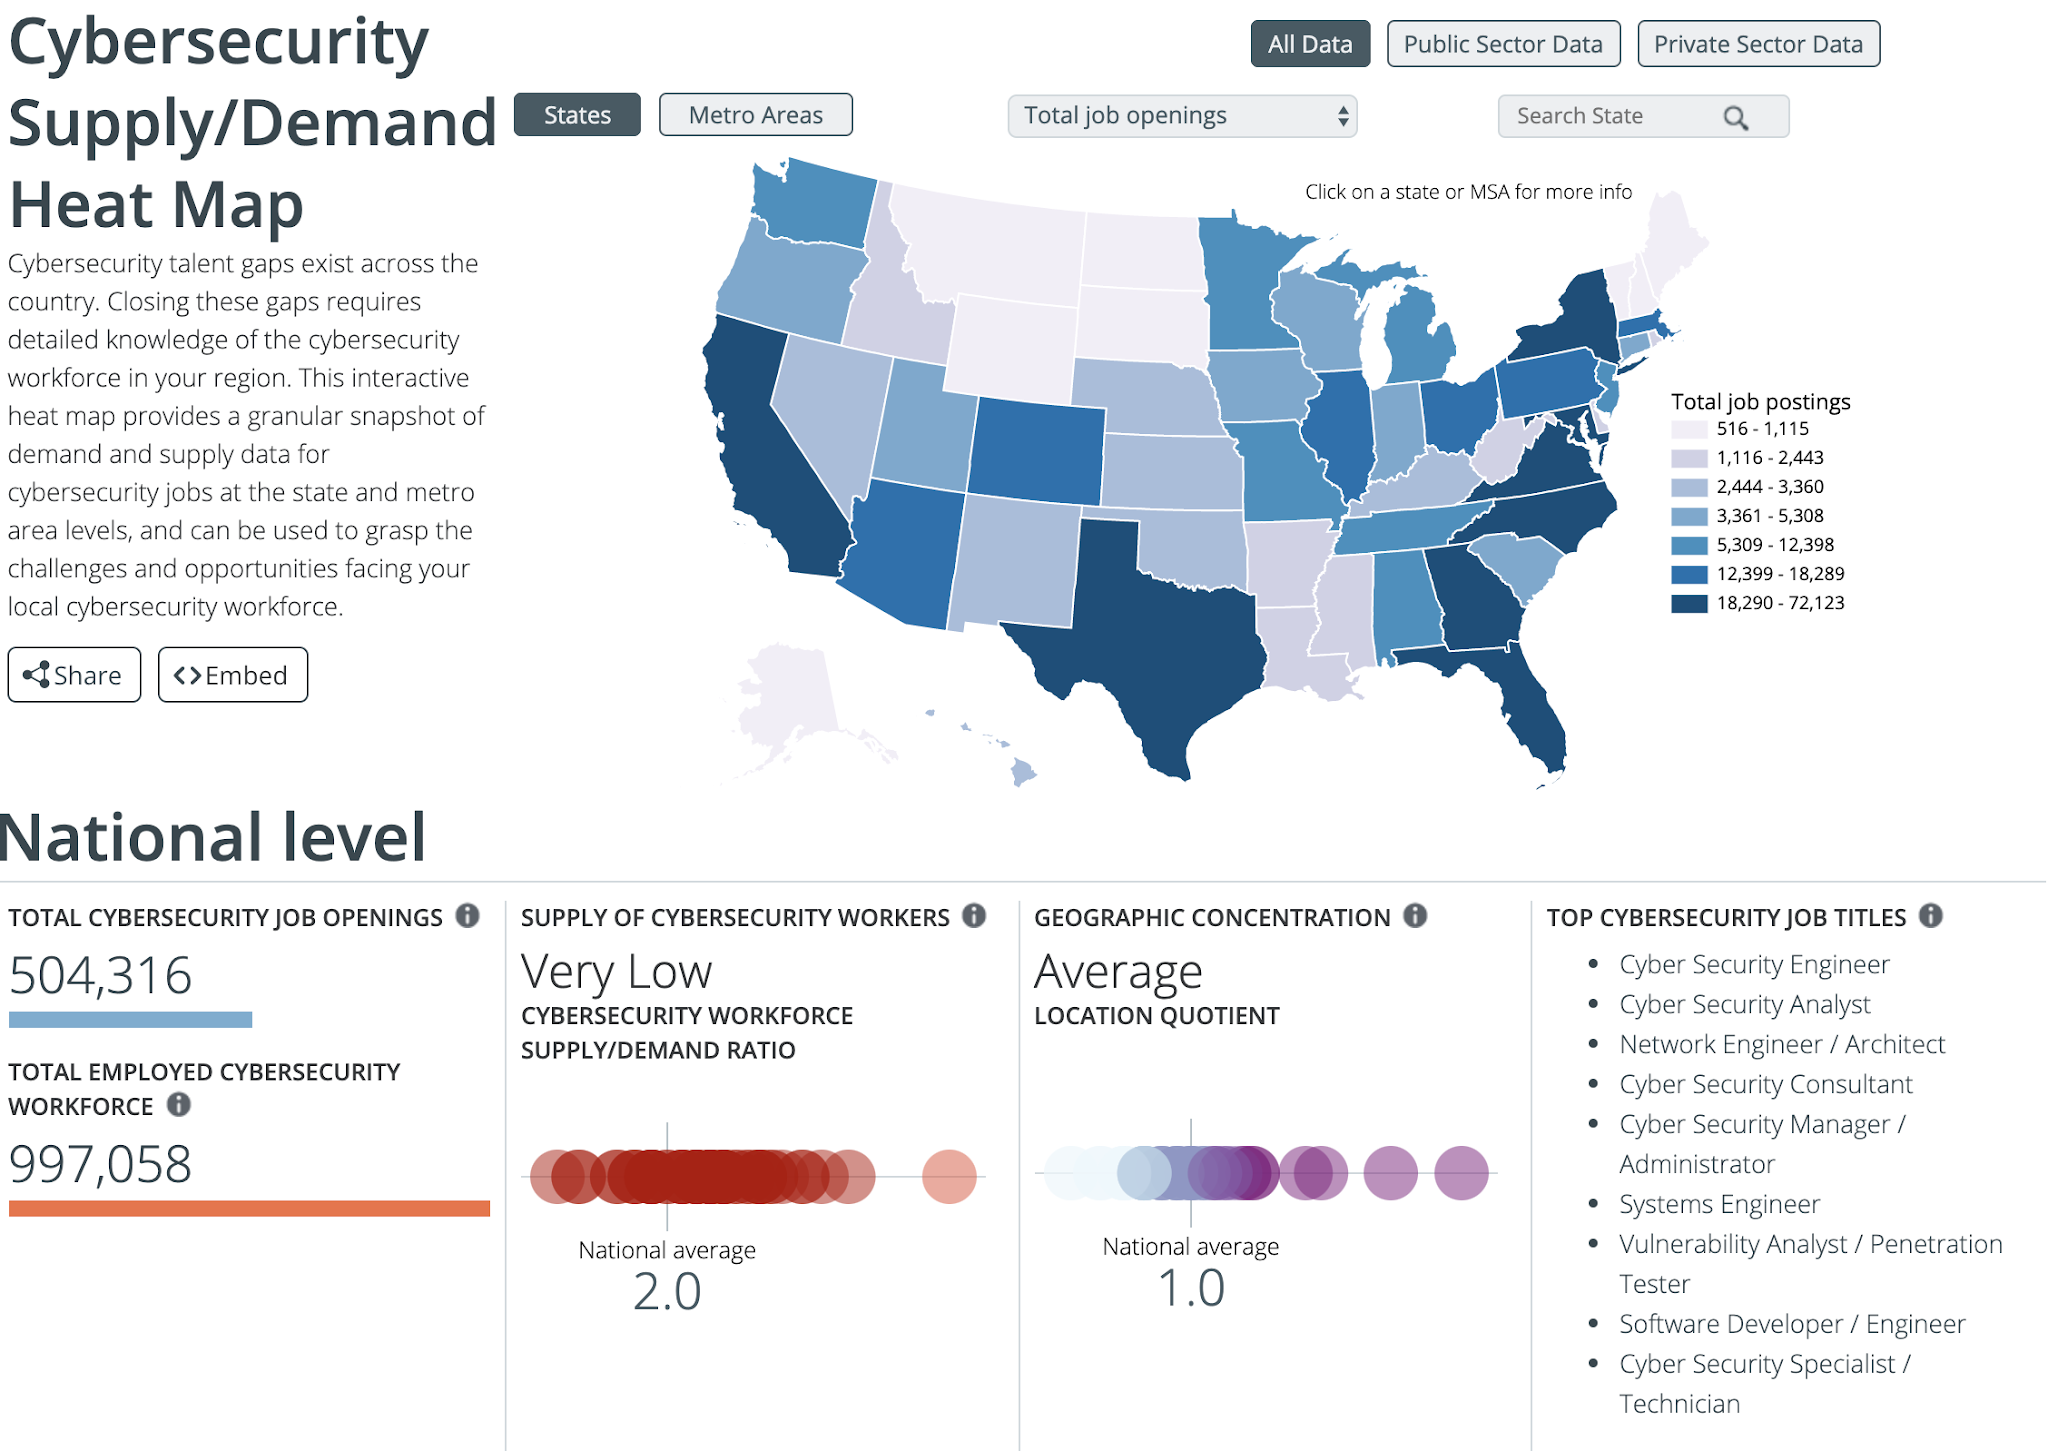 Cybersecurity
Supply/Demand
Heat Map
Cybersecurity talent gaps exist across the
country. Closing these gaps requires
detailed knowledge of the cybersecurity
workforce in your region. This interactive
heat map provides a granular snapshot of
demand and supply data for
cybersecurity jobs at the state and metro
area levels, and can be used to grasp the
challenges and opportunities facing your
local cybersecurity workforce.
Share
Embed
All Data
Public Sector Data
Private Sector Data
States
Metro Areas
Total job openings
Search State
Click on a state or MSA for more info
Total job postings
516 - 1,115
1,116 - 2,443
2,444 - 3,360
3,361 - 5,308
5,309 - 12,398
12,399 - 18,289
18,290 - 72,123
National level
TOTAL CYBERSECURITY JOB OPENINGS
504,316
TOTAL EMPLOYED CYBERSECURITY
WORKFORCE
997,058
SUPPLY OF CYBERSECURITY WORKERS
Very Low
CYBERSECURITY WORKFORCE
SUPPLY/DEMAND RATIO
National average
2.0
GEOGRAPHIC CONCENTRATION
Average
LOCATION QUOTIENT
National average
1.0
TOP CYBERSECURITY JOB TITLES
• Cyber Security Engineer
• Cyber Security Analyst
• Network Engineer / Architect
• Cyber Security Consultant
• Cyber Security Manager /
Administrator
• Systems Engineer
• Vulnerability Analyst / Penetration
Tester
• Software Developer / Engineer
• Cyber Security Specialist /
Technician